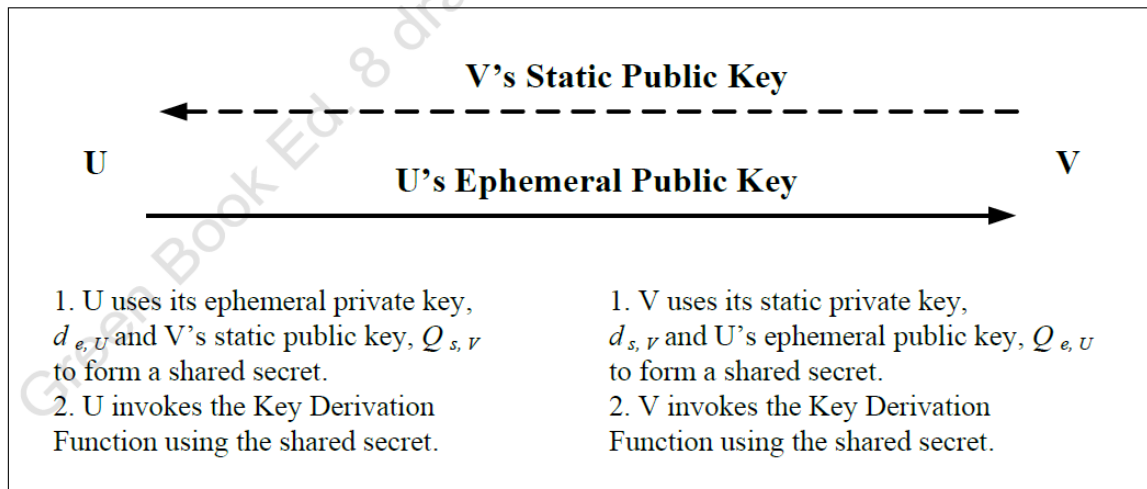 V's Static Public Key
U
V
U's Ephemeral Public Key
1. U uses its ephemeral private key,
d e, U and V's static public key, Q s, V
to form a shared secret.
2. U invokes the Key Derivation
Function using the shared secret.
1. V uses its static private key,
d s, V and U's ephemeral public key, Q e, U
to form a shared secret.
2. V invokes the Key Derivation
Function using the shared secret.
Green Book Ed. 8